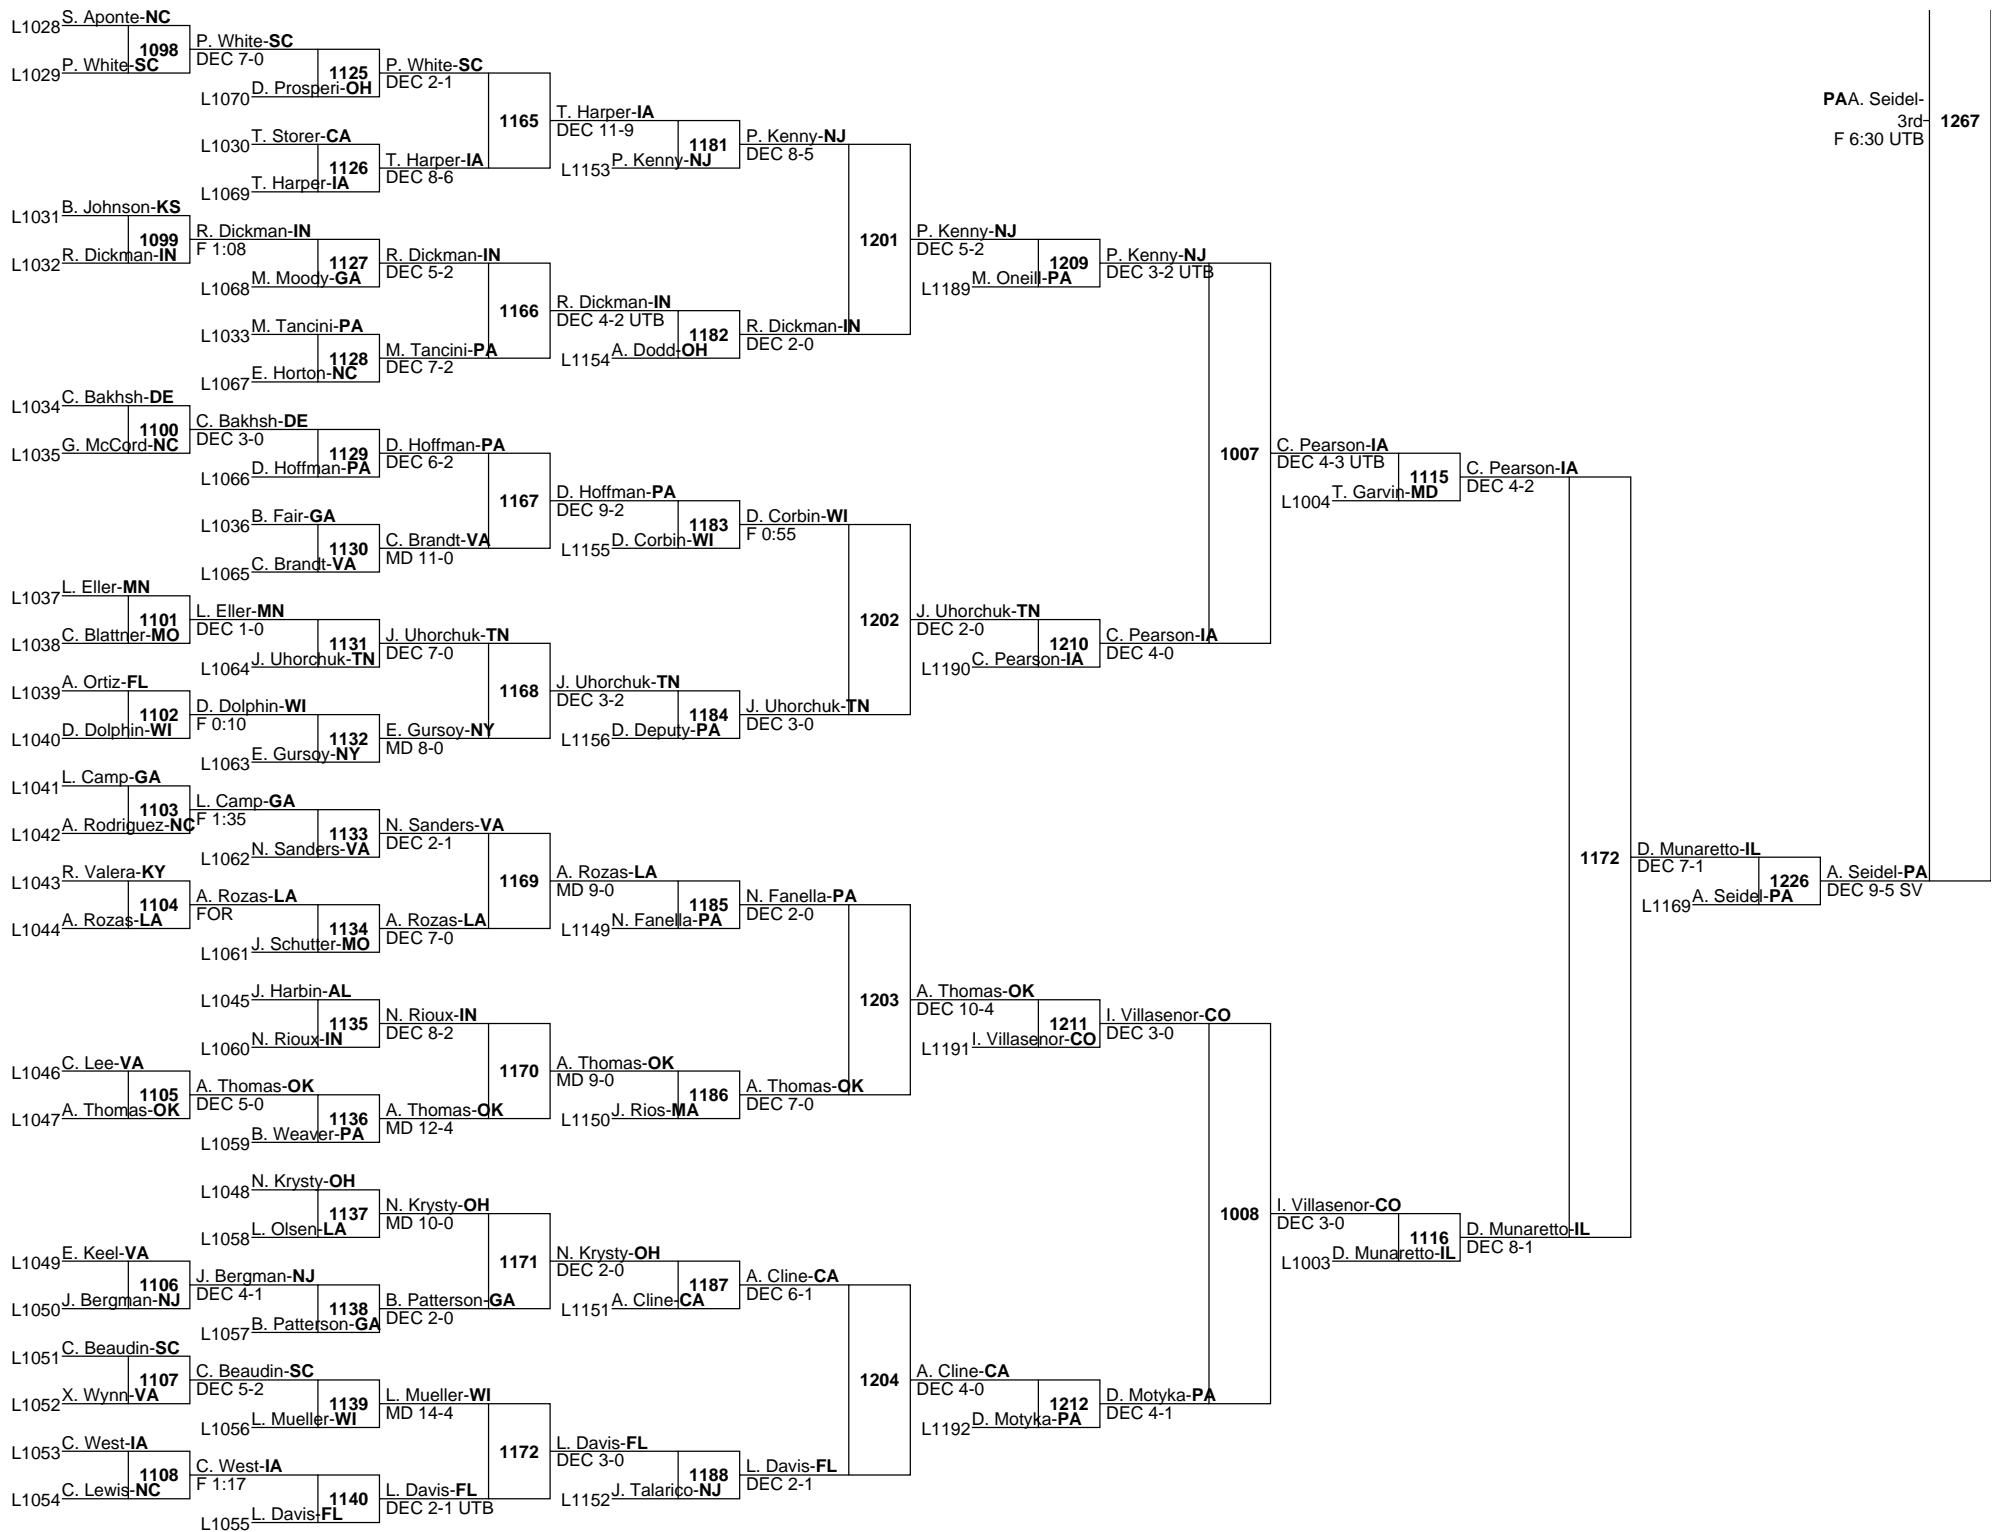 L1028 S. Aponte-NC
1098
L1029 P. White-SC
P. White-SC
DEC 7-0
1125
L1070 D. Prosperi-OH
P. White-SC
DEC 2-1
1165
L1030 T. Storer-CA
1126
L1069 T. Harper-IA
T. Harper-IA
DEC 8-6
T. Harper-IA
DEC 11-9
1181
L1153 P. Kenny-NJ
P. Kenny-NJ
DEC 8-5
L1031 B. Johnson-KS
1099
L1032 R. Dickman-IN
R. Dickman-IN
F 1:08
1127
L1068 M. Moody-GA
R. Dickman-IN
DEC 5-2
1166
L1033 M. Tancini-PA
1128
L1067 E. Horton-NC
M. Tancini-PA
DEC 7-2
R. Dickman-IN
DEC 4-2 UTB
1182
L1154 A. Dodd-OH
R. Dickman-IN
DEC 2-0
1201
P. Kenny-NJ
DEC 5-2
1209
L1189 M. Oneill-PA
P. Kenny-NJ
DEC 3-2 UTB
L1034 C. Bakhsh-DE
1100
L1035 G. McCord-NC
C. Bakhsh-DE
DEC 3-0
1129
L1066 D. Hoffman-PA
D. Hoffman-PA
DEC 6-2
1167
L1036 B. Fair-GA
1130
L1065 C. Brandt-VA
C. Brandt-VA
MD 11-0
D. Hoffman-PA
DEC 9-2
1183
L1155 D. Corbin-WI
D. Corbin-WI
F 0:55
L1037 L. Eller-MN
1101
L1038 C. Blattner-MO
L. Eller-MN
DEC 1-0
1131
L1064 J. Uhorchuk-TN
J. Uhorchuk-TN
DEC 7-0
1168
L1039 A. Ortiz-FL
1102
L1040 D. Dolphin-WI
D. Dolphin-WI
F 0:10
1132
L1063 E. Gursoy-NY
E. Gursoy-NY
MD 8-0
J. Uhorchuk-TN
DEC 3-2
1184
L1156 D. Deputy-PA
J. Uhorchuk-TN
DEC 3-0
1202
J. Uhorchuk-TN
DEC 2-0
1210
L1190 C. Pearson-IA
C. Pearson-IA
DEC 4-0
1007
C. Pearson-IA
DEC 4-3 UTB
1115
L1004 T. Garvin-MD
C. Pearson-IA
DEC 4-2
L1041 L. Camp-GA
1103
L1042 A. Rodriguez-NC
L. Camp-GA
F 1:35
1133
L1062 N. Sanders-VA
N. Sanders-VA
DEC 2-1
1169
L1043 R. Valera-KY
1104
L1044 A. Rozas-LA
A. Rozas-LA
FOR
1134
L1061 J. Schutter-MO
A. Rozas-LA
DEC 7-0
A. Rozas-LA
MD 9-0
1185
L1149 N. Fanella-PA
N. Fanella-PA
DEC 2-0
L1045 J. Harbin-AL
1135
L1060 N. Rioux-IN
N. Rioux-IN
DEC 8-2
1170
L1046 C. Lee-VA
1105
L1047 A. Thomas-OK
A. Thomas-OK
DEC 5-0
1136
L1059 B. Weaver-PA
A. Thomas-OK
MD 12-4
A. Thomas-OK
MD 9-0
1186
L1150 J. Rios-MA
A. Thomas-OK
DEC 7-0
1203
A. Thomas-OK
DEC 10-4
1211
L1191 I. Villasenor-CO
I. Villasenor-CO
DEC 3-0
L1048 N. Krysty-OH
1137
L1058 L. Olsen-LA
N. Krysty-OH
MD 10-0
1171
L1049 E. Keel-VA
1106
L1050 J. Bergman-NJ
J. Bergman-NJ
DEC 4-1
1138
L1057 B. Patterson-GA
B. Patterson-GA
DEC 2-0
N. Krysty-OH
DEC 2-0
1187
L1151 A. Cline-CA
A. Cline-CA
DEC 6-1
L1051 C. Beaudin-SC
1107
L1052 X. Wynn-VA
C. Beaudin-SC
DEC 5-2
1139
L1056 L. Mueller-WI
L. Mueller-WI
MD 14-4
1172
L1053 C. West-IA
1108
L1054 C. Lewis-NC
C. West-IA
F 1:17
1140
L1055 L. Davis-FL
L. Davis-FL
DEC 2-1 UTB
L. Davis-FL
DEC 3-0
1188
L1152 J. Talarico-NJ
L. Davis-FL
DEC 2-1
1204
A. Cline-CA
DEC 4-0
1212
L1192 D. Motyka-PA
D. Motyka-PA
DEC 4-1
1008
I. Villasenor-CO
DEC 3-0
1116
L1003 D. Munaretto-IL
D. Munaretto-IL
DEC 8-1
1172
D. Munaretto-IL
DEC 7-1
1226
L1169 A. Seidel-PA
A. Seidel-PA
DEC 9-5 SV
PAA. Seidel-
3rd
F 6:30 UTB
1267